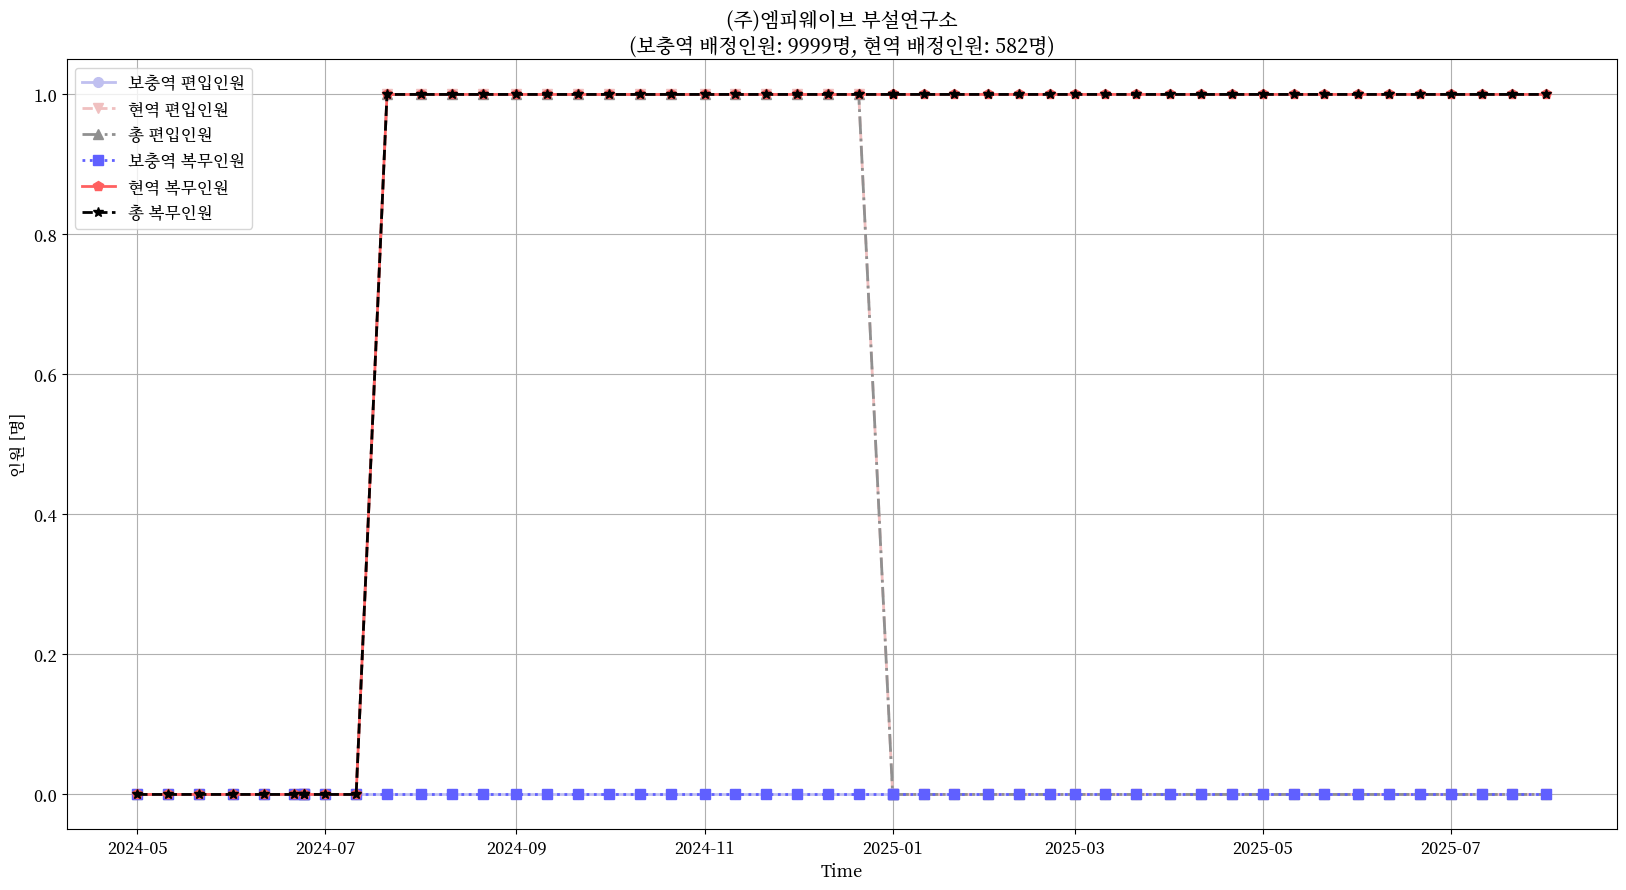 (주)엠피웨이브 부설연구소
(보충역 배정인원: 9999명, 현역 배정인원: 582명)
보충역 편입인원
현역 편입인원
총 편입인원
보충역 복무인원
현역 복무인원
총 복무인원
1.0
0.8
0.6
0.4
0.2
0.0
인원 [명]
2024-05
2024-07
2024-09
2024-11
2025-01
2025-03
2025-05
2025-07
Time